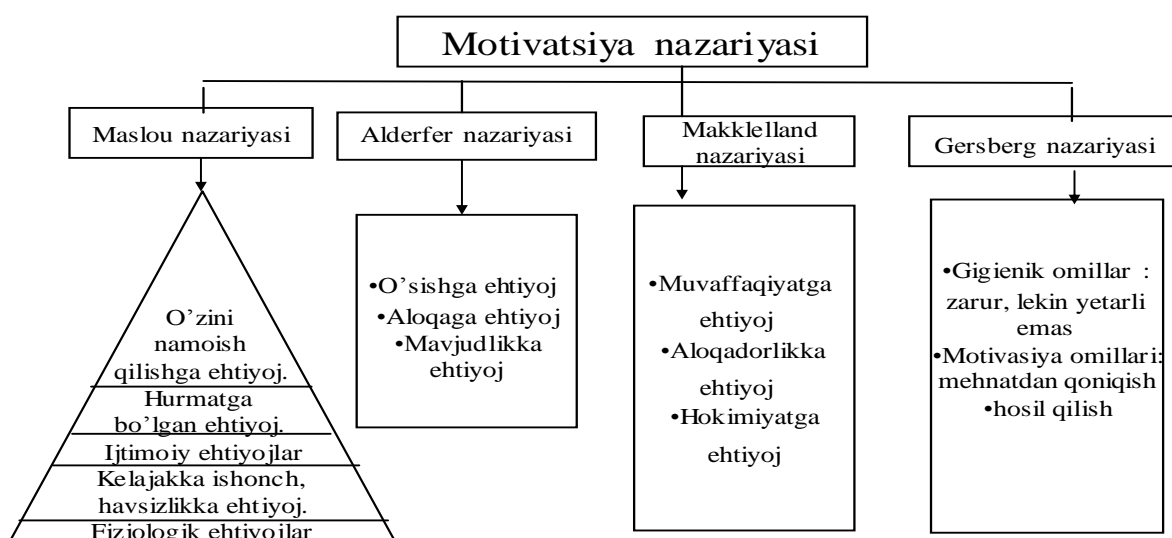 Motivatsiya nazariyasi
Maslou nazariyasi
Alderfer nazariyasi
Makklelland
nazariyasi
Gersberg nazariyasi
O’zini
namoish
qilishga ehtiyoj.
Hurmatga
bo’lgan ehtiyoj.
Ijtimoiy ehtiyojlar
Kelajakka ishonch,
havsizlikka ehtiyoj.
Fiziologik ehtiyojlar
•O’sishga ehtiyoj
•Aloqaga ehtiyoj
•Mavjudlikka
ehtiyoj
•Muvaffaqiyatga
ehtiyoj
•Aloqadorlikka
ehtiyoj
•Hokimiyatga
ehtiyoj
•Gigienik omillar :
zarur, lekin yetarli
emas
•Motivasiya omillari:
mehnatdan qoniqish
•hosil qilish